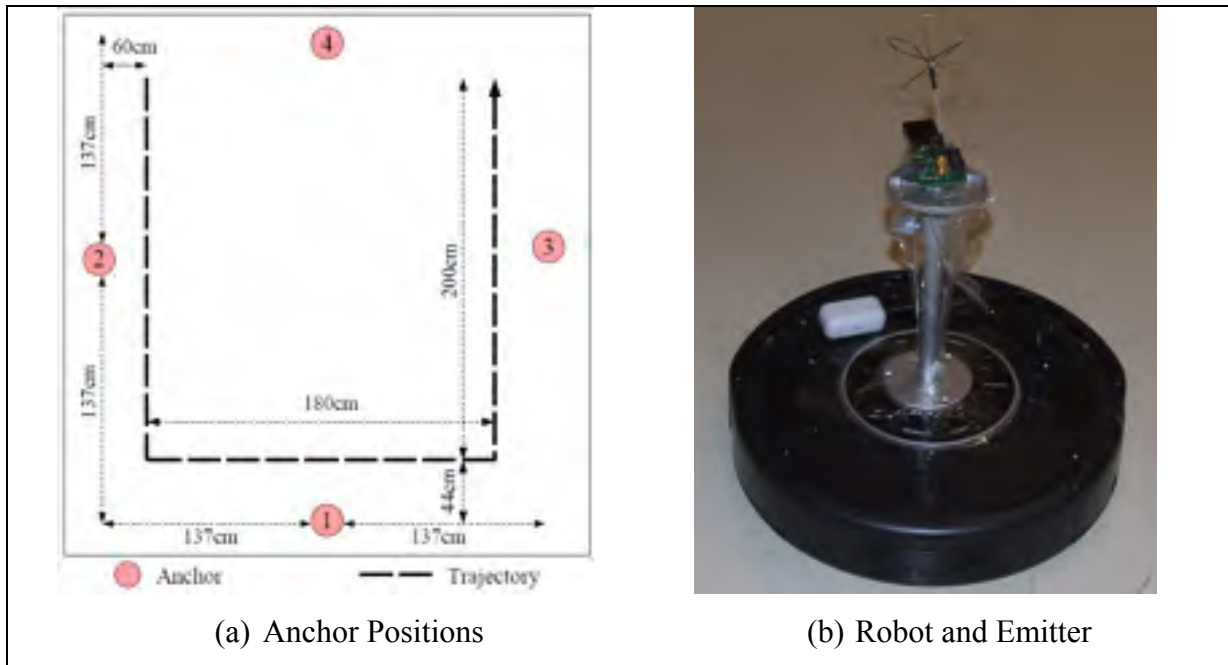 4
60cm
137cm
2
3
200cm
137cm
180cm
44cm
1
137cm 137cm
Anchor Trajectory
(a) Anchor Positions (b) Robot and Emitter